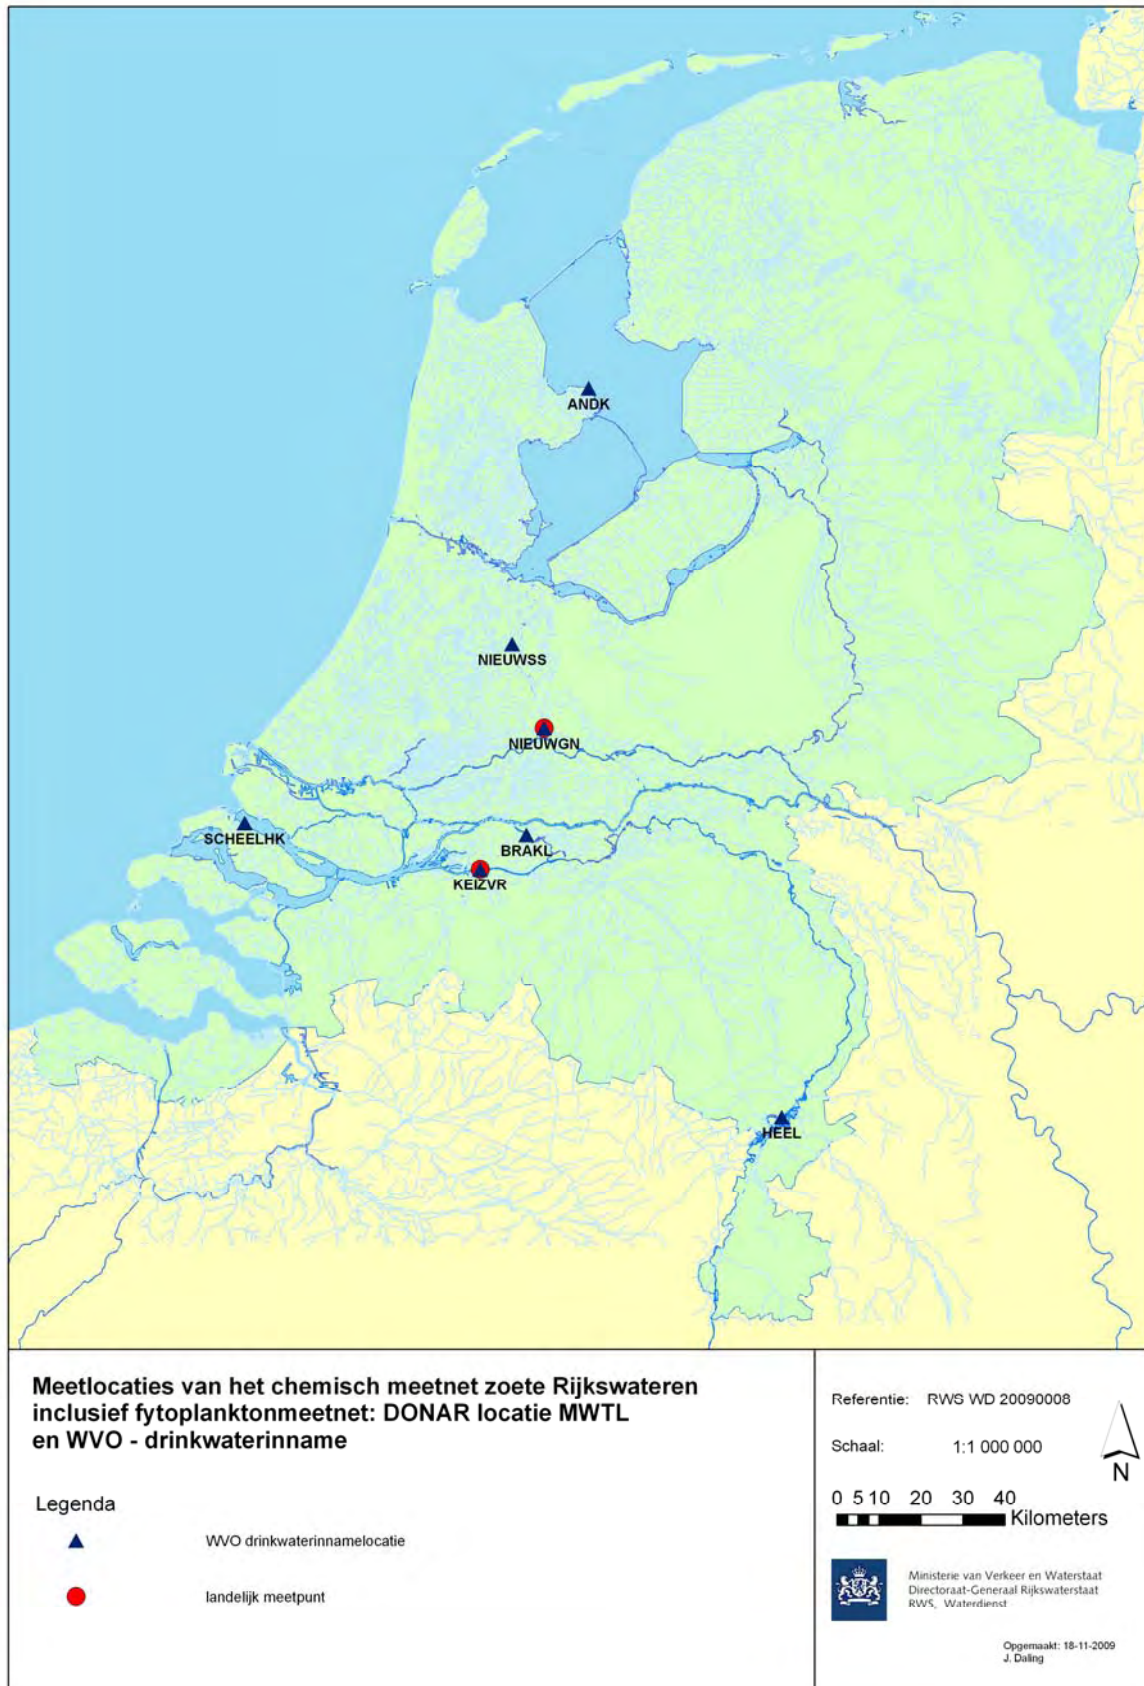 ANDK
NIEUWSS
NIEUWGN
SCHEELHK
BRAKL
KEIZVR
HEEL
Meetlocaties van het chemisch meetnet zoete Rijkswateren
inclusief fytoplanktonmeetnet: DONAR locatie MWTL
en WVO - drinkwaterinname
Legenda
WVO drinkwaterinnamelocatie
landelijk meetpunt
Referentie: RWS WD 20090008
Schaal: 1:1 000 000
N
0 5 10 20 30 40
Kilometers
Ministerie van Verkeer en Waterstaat
Directoraat-Generaal Rijkswaterstaat
RWS, Waterdienst
Opgemaakt: 18-11-2009
J. Daling